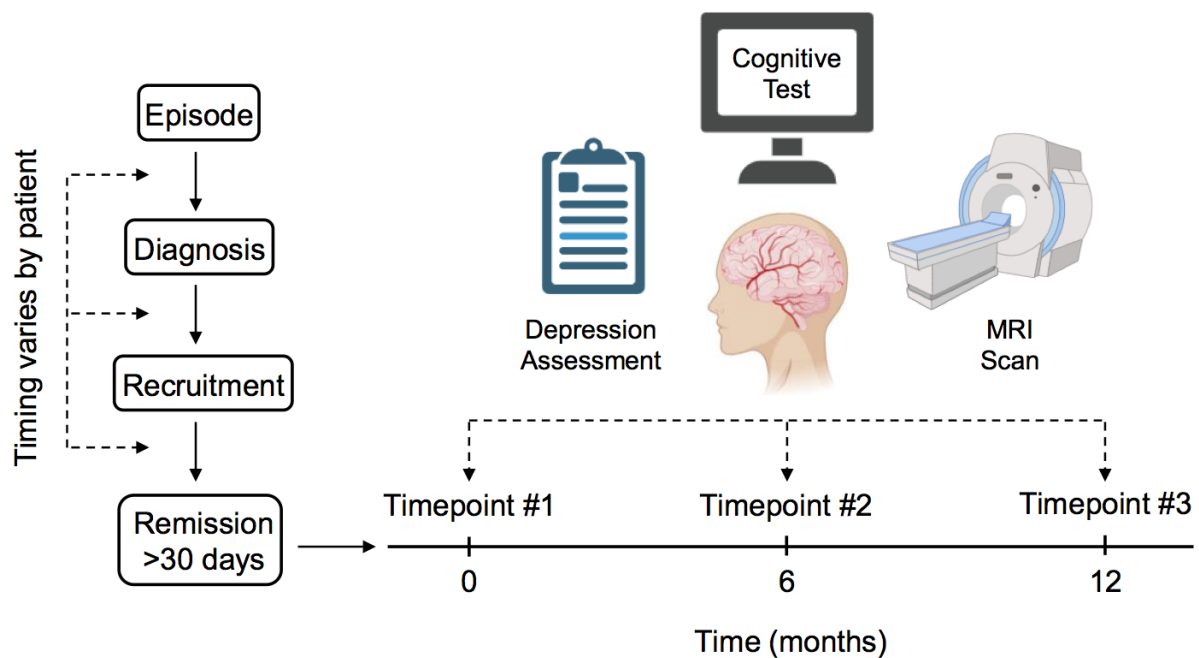 Timing varies by patient
Episode
Diagnosis
Recruitment
Remission
>30 days
Cognitive
Test
Depression
Assessment
MRI
Scan
Timepoint #1
Timepoint #2
Timepoint #3
0
6
12
Time (months)